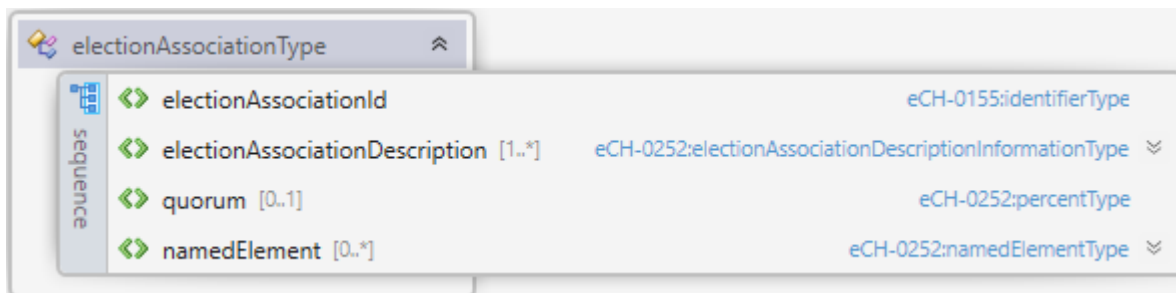 electionAssociationType
sequence
electionAssociationId eCH-0155:identifierType
electionAssociationDescription [1..*] eCH-0252:electionAssociationDescriptionInformationType
quorum [0..1] eCH-0252:percentType
namedElement [0..*] eCH-0252:namedElementType